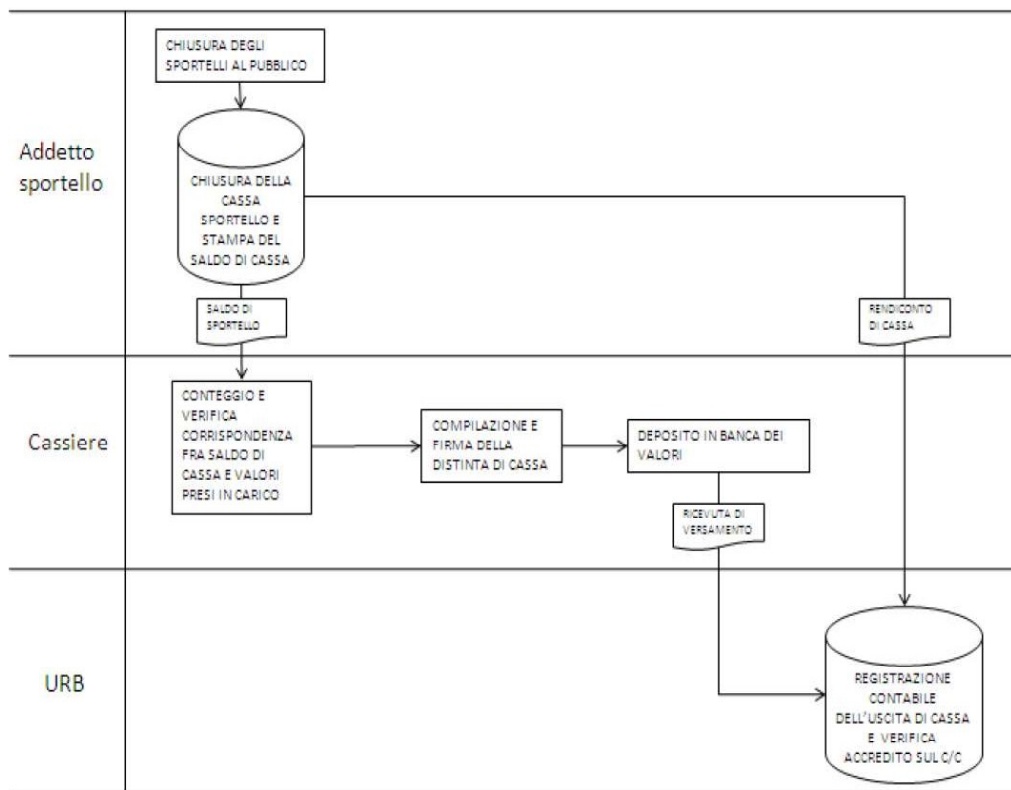 CHIUSURA DEGLI
SPORTELLI AL PUBBLICO
Addetto
sportello
CHIUSURA DELLA
CASSA
SPORTELLO E
STAMPA DEL
SALDO DI CASSA
SALDO DI
SPORTELLO
RENDICONTO
DI CASSA
Cassiere
CONTEGGIO E
VERIFICA
CORRISPONDENZA
FRA SALDO DI
CASSA E VALORI
PRESI IN CARICO
COMPILAZIONE E
FIRMA DELLA
DISTINTA DI CASSA
DEPOSITO IN BANCA DEI
VALORI
RICEVUTA DI
VERSAMENTO
URB
REGISTRAZIONE
CONTABILE
DELL'USCITA DI CASSA
E VERIFICA
ACCREDITO SUL C/C